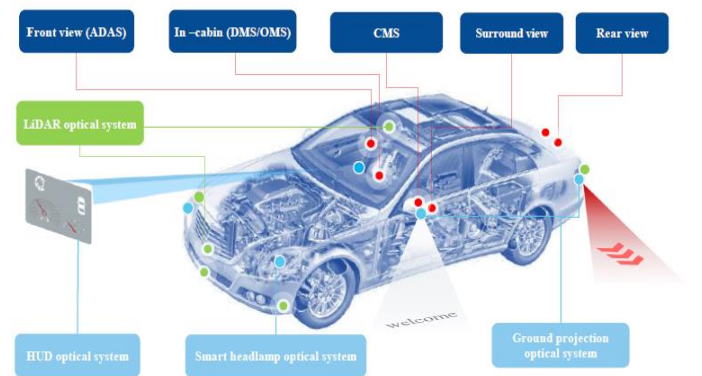 Front view (ADAS)
In –cabin (DMS/OMS)
CMS
Surround view
Rear view
LiDAR optical system
welcome
HUD optical system
Smart headlamp optical system
Ground projection
optical system